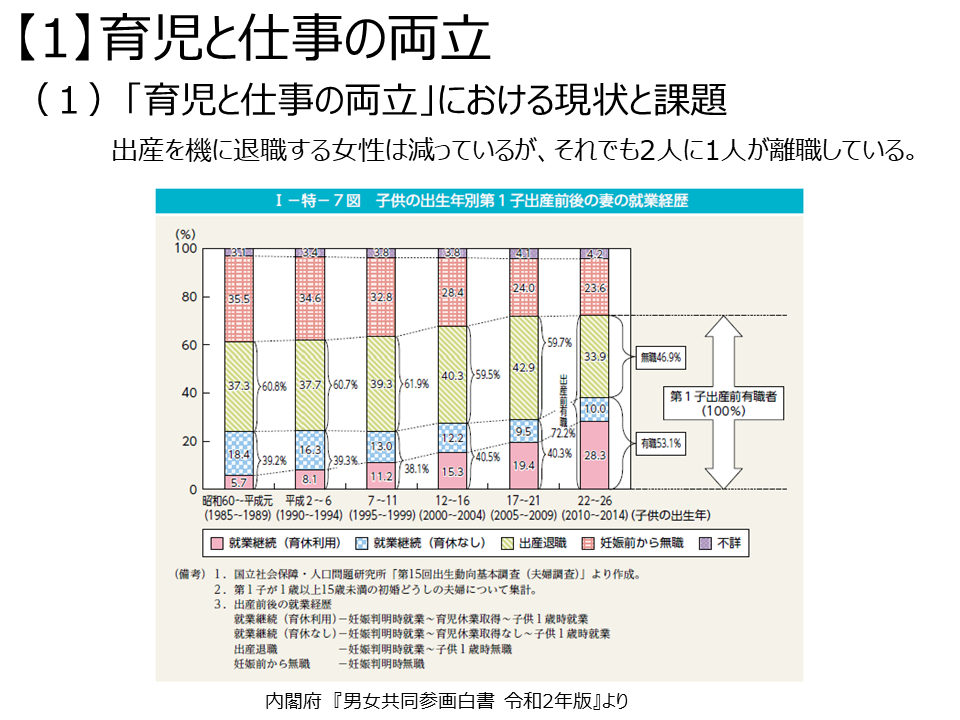 【1】育児と仕事の両立
（１）「育児と仕事の両立」における現状と課題
出産を機に退職する女性は減っているが、それでも2人に1人が離職している。
Ⅰ－特－７図　子供の出生年別第１子出産前後の妻の就業経歴
(%)
100
80
60
40
20
0
3.1 3.4 3.8 3.8 4.1 4.2
35.5 34.6 32.8 28.4 24.0 23.6
37.3 37.7 39.3 40.3 42.9 33.9
18.4 16.3 13.0 12.2 9.5 10.0
5.7 8.1 11.2 15.3 19.4 28.3
60.8% 60.7% 61.9% 59.5% 59.7%
39.2% 39.3% 38.1% 40.5% 40.3%
出産前有職
72.2%
無職46.9%
有職53.1%
第１子出産前有職者
(100%)
昭和60～平成元 平成２～６ ７～11 12～16 17～21 22～26
(1985～1989) (1990～1994) (1995～1999) (2000～2004) (2005～2009) (2010～2014) (子供の出生年)
就業継続（育休利用） 就業継続（育休なし） 出産退職 妊娠前から無職 不詳
（備考）１．国立社会保障・人口問題研究所「第15回出生動向基本調査（夫婦調査）」より作成。
２．第１子が１歳以上15歳未満の初婚どうしの夫婦について集計。
３．出産前後の就業経歴
就業継続（育休利用）－妊娠判明時就業～育児休業取得～子供１歳時就業
就業継続（育休なし）－妊娠判明時就業～育児休業取得なし～子供１歳時就業
出産退職　　　　　　－妊娠判明時就業～子供１歳時無職
妊娠前から無職　　　－妊娠判明時無職
内閣府 『男女共同参画白書 令和2年版』より